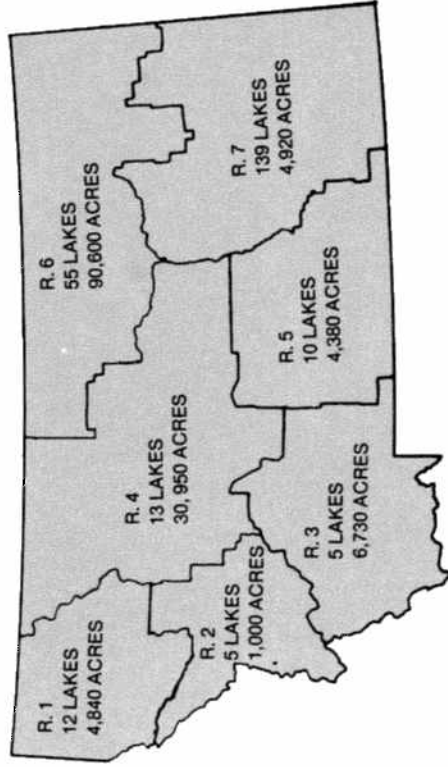 R. 1
12 LAKES
4,840 ACRES
R. 2
5 LAKES
1,000 ACRES
R. 3
5 LAKES
6,730 ACRES
R. 4
13 LAKES
30,950 ACRES
R. 5
10 LAKES
4,380 ACRES
R. 6
55 LAKES
90,600 ACRES
R. 7
139 LAKES
4,920 ACRES